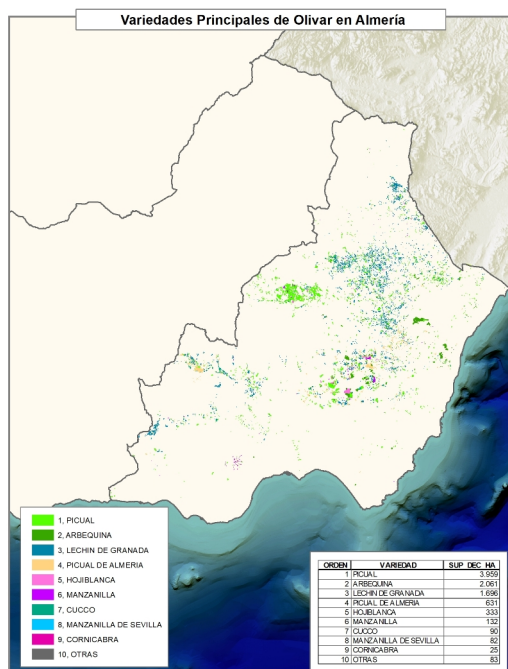 Variedades Principales de Olivar en Almería
1, PICUAL
2, ARBEQUINA
3, LECHIN DE GRANADA
4, PICUAL DE ALMERIA
5, HOJIBLANCA
6, MANZANILLA
7, CUCCO
8, MANZANILLA DE SEVILLA
9, CORNICABRA
10, OTRAS
ORDEN VARIEDAD SUP_DEC_HA
1 PICUAL 3.959
2 ARBEQUINA 2.061
3 LECHIN DE GRANADA 1.696
4 PICUAL DE ALMERIA 631
5 HOJIBLANCA 333
6 MANZANILLA 132
7 CUCCO 90
8 MANZANILLA DE SEVILLA 82
9 CORNICABRA 25
10 OTRAS 83